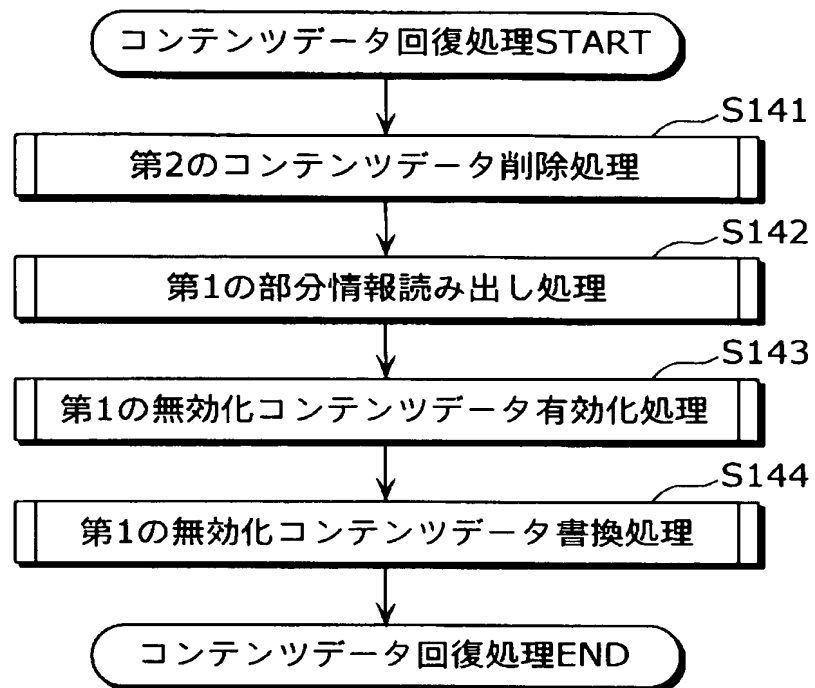 コンテンツデータ回復処理START
S141
第2のコンテンツデータ削除処理
S142
第1の部分情報読み出し処理
S143
第1の無効化コンテンツデータ有効化処理
S144
第1の無効化コンテンツデータ書換処理
コンテンツデータ回復処理END